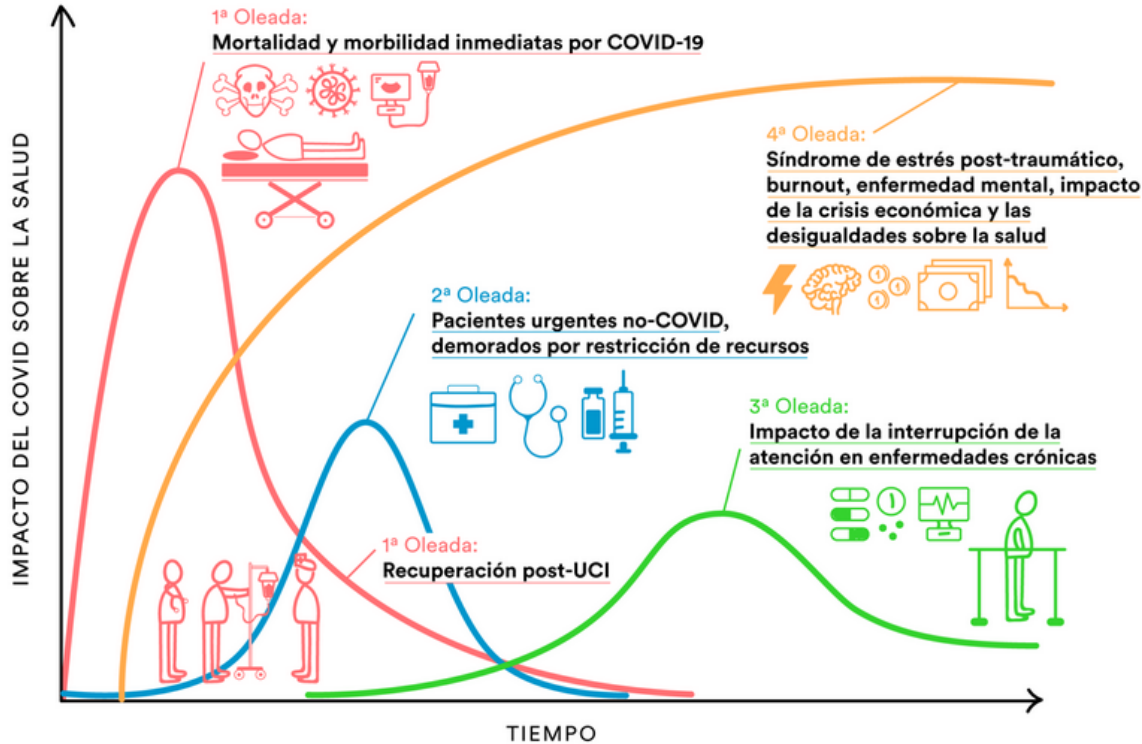 1ª Oleada:
Mortalidad y morbilidad inmediatas por COVID-19
4ª Oleada:
Síndrome de estrés post-traumático,
burnout, enfermedad mental, impacto
de la crisis económica y las
desigualdades sobre la salud
2ª Oleada:
Pacientes urgentes no-COVID,
demorados por restricción de recursos
3ª Oleada:
Impacto de la interrupción de la
atención en enfermedades crónicas
1ª Oleada:
Recuperación post-UCI
IMPACTO DEL COVID SOBRE LA SALUD
TIEMPO